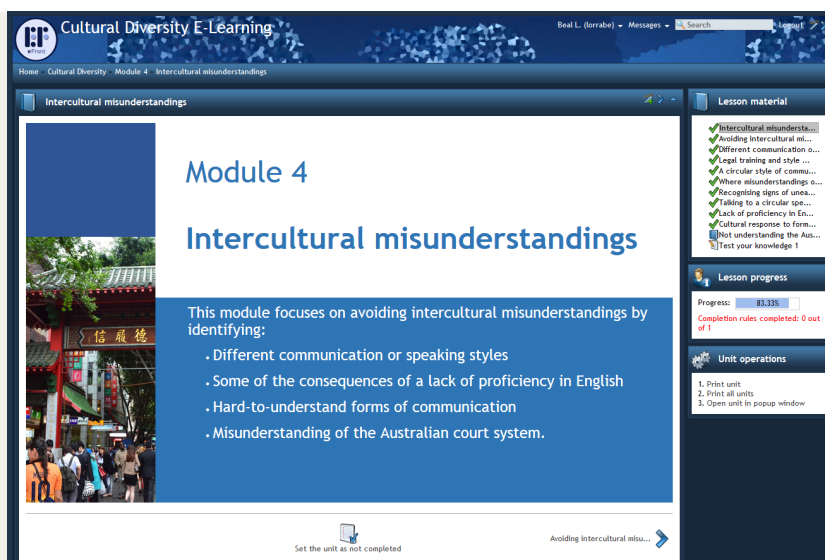 Cultural Diversity E-Learning
eFront
Beal L. (lorrabe) Messages Search Logout
Home Cultural Diversity Module 4 Intercultural misunderstandings
Intercultural misunderstandings
Module 4
Intercultural misunderstandings
信履德
This module focuses on avoiding intercultural misunderstandings by
identifying:
• Different communication or speaking styles
• Some of the consequences of a lack of proficiency in English
• Hard-to-understand forms of communication
• Misunderstanding of the Australian court system.
Set the unit as not completed
Avoiding intercultural misu...
Lesson material
Intercultural misundersta...
Avoiding intercultural mi...
Different communication o...
Legal training and style ...
A circular style of commu...
Where misunderstandings o...
Recognising signs of unea...
Talking to a circular spe...
Lack of proficiency in En...
Cultural response to form...
Not understanding the Aus...
Test your knowledge 1
Lesson progress
Progress: 83.33%
Completion rules completed: 0 out
of 1
Unit operations
1. Print unit
2. Print all units
3. Open unit in popup window